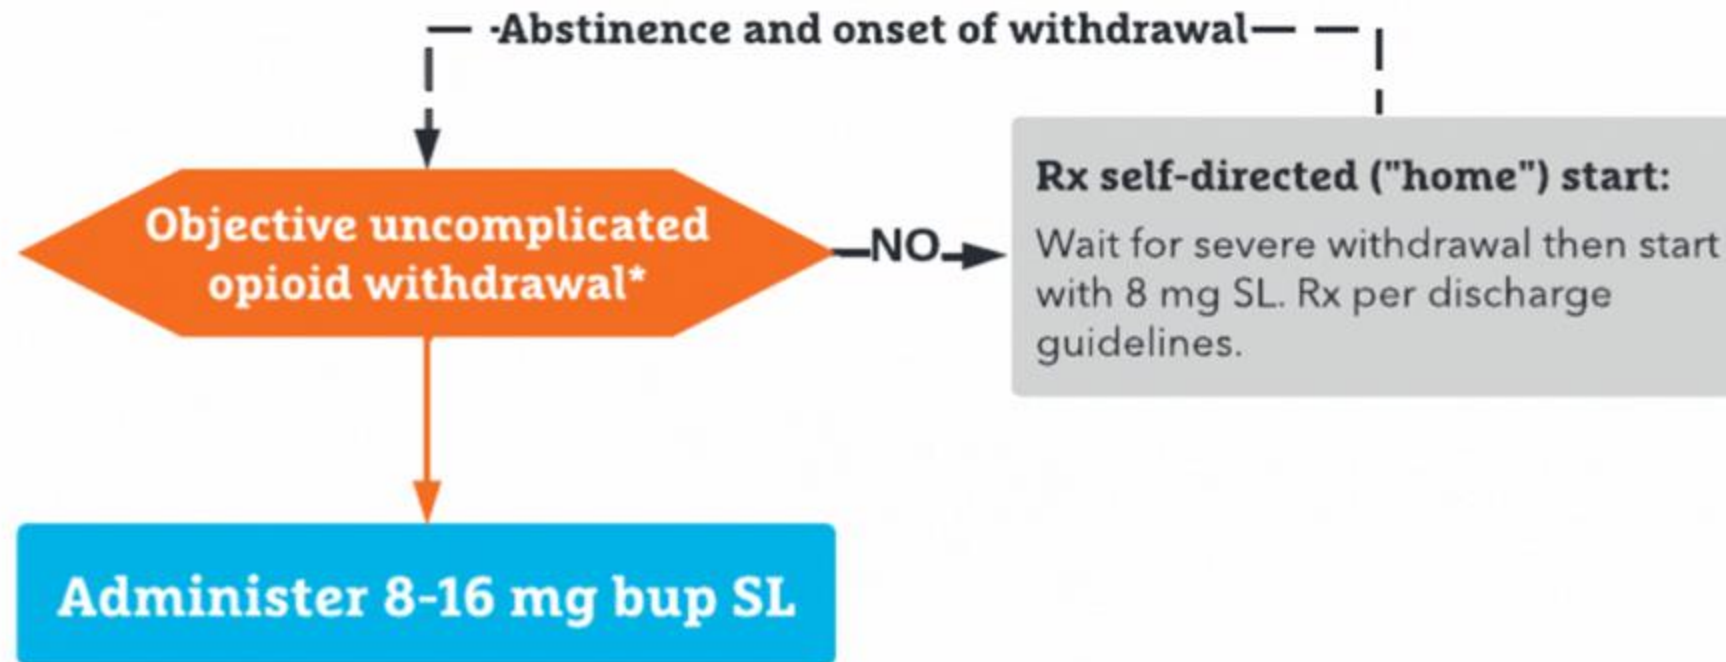 -Abstinence and onset of withdrawal
Objective uncomplicated
opioid withdrawal*
NO
Rx self-directed ("home") start:
Wait for severe withdrawal then start
with 8 mg SL. Rx per discharge
guidelines.
Administer 8-16 mg bup SL